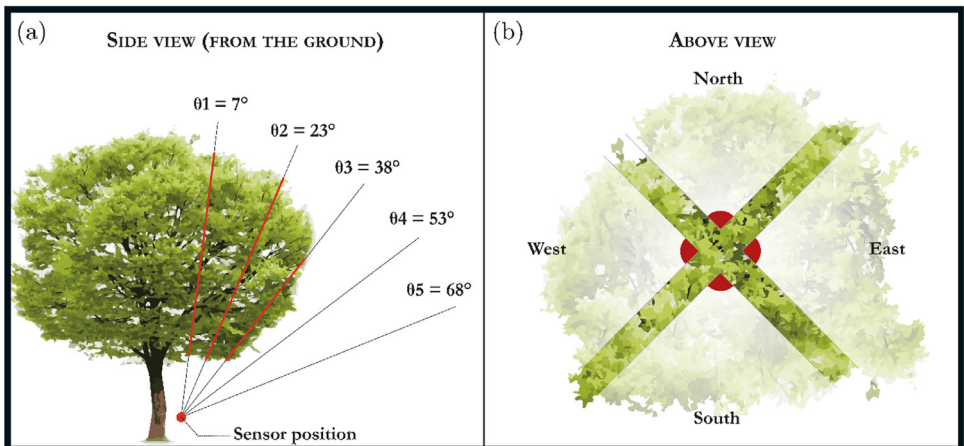 (a)
SIDE VIEW (FROM THE GROUND)
θ1 = 7°
θ2 = 23°
θ3 = 38°
θ4 = 53°
θ5 = 68°
Sensor position
(b)
ABOVE VIEW
North
West
East
South